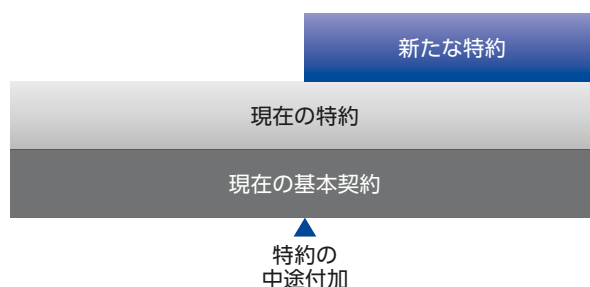 新たな特約
現在の特約
現在の基本契約
特約の
中途付加